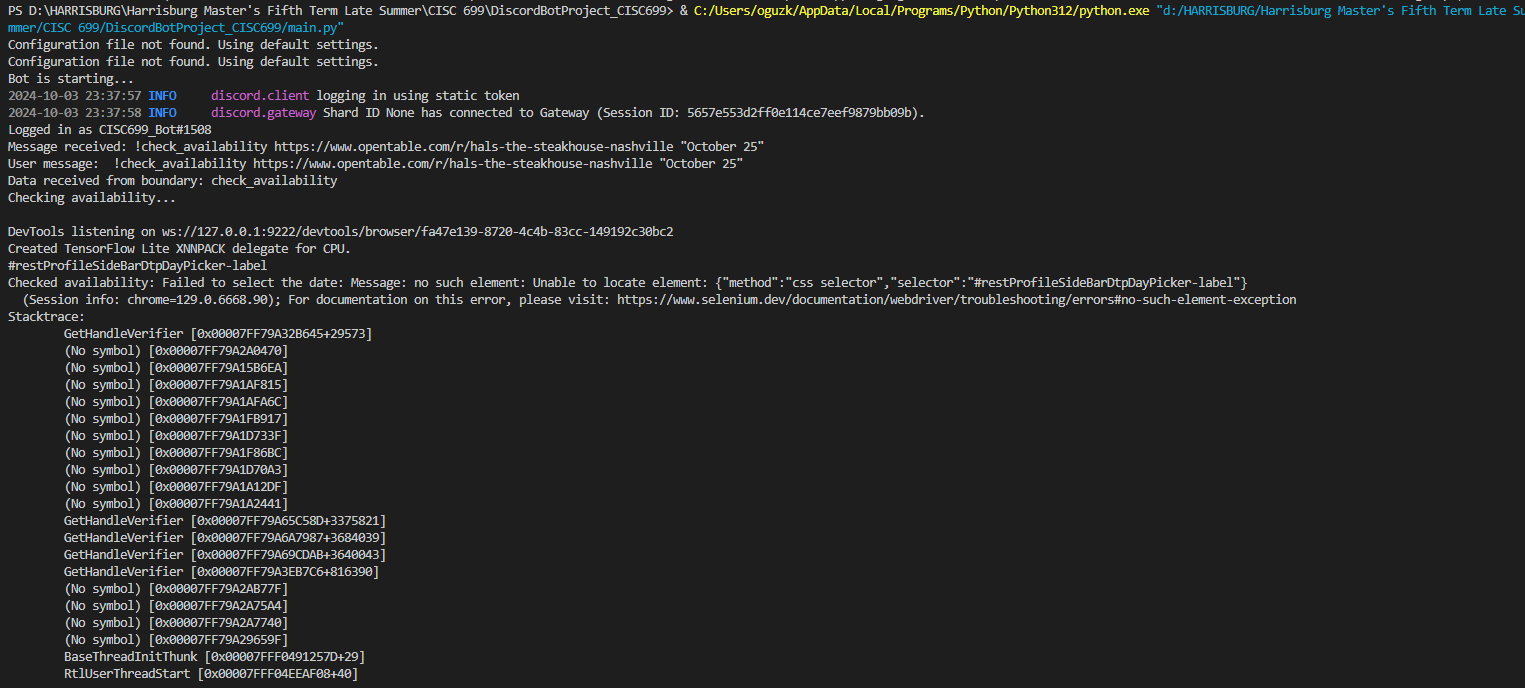 PS D:\HARRISBURG\Harrisburg Master's Fifth Term Late Summer\CISC 699\DiscordBotProject_CISC699> & C:/Users/oguzk/AppData/Local/Programs/Python/Python312/python.exe "d:/HARRISBURG/Harrisburg Master's Fifth Term Late Su
mmer/CISC 699/DiscordBotProject_CISC699/main.py"
Configuration file not found. Using default settings.
Configuration file not found. Using default settings.
Bot is starting...
2024-10-03 23:37:57 INFO     discord.client logging in using static token
2024-10-03 23:37:58 INFO     discord.gateway Shard ID None has connected to Gateway (Session ID: 5657e553d2ff0e114ce7eef9879bb09b).
Logged in as CISC699_Bot#1508
Message received: !check_availability https://www.opentable.com/r/hals-the-steakhouse-nashville "October 25"
User message:  !check_availability https://www.opentable.com/r/hals-the-steakhouse-nashville "October 25"
Data received from boundary: check_availability
Checking availability...

DevTools listening on ws://127.0.0.1:9222/devtools/browser/fa47e139-8720-4c4b-83cc-149192c30bc2
Created TensorFlow Lite XNNPACK delegate for CPU.
#restProfileSideBarDtpDayPicker-label
Checked availability: Failed to select the date: Message: no such element: Unable to locate element: {"method":"css selector","selector":"#restProfileSideBarDtpDayPicker-label"}
  (Session info: chrome=129.0.6668.90); For documentation on this error, please visit: https://www.selenium.dev/documentation/webdriver/troubleshooting/errors#no-such-element-exception
Stacktrace:
        GetHandleVerifier [0x00007FF79A32B645+29573]
        (No symbol) [0x00007FF79A2A0470]
        (No symbol) [0x00007FF79A15B6EA]
        (No symbol) [0x00007FF79A1AF815]
        (No symbol) [0x00007FF79A1AFA6C]
        (No symbol) [0x00007FF79A1FB917]
        (No symbol) [0x00007FF79A1D733F]
        (No symbol) [0x00007FF79A1F86BC]
        (No symbol) [0x00007FF79A1D70A3]
        (No symbol) [0x00007FF79A1A12DF]
        (No symbol) [0x00007FF79A1A2441]
        GetHandleVerifier [0x00007FF79A65C58D+3375821]
        GetHandleVerifier [0x00007FF79A6A7987+3684039]
        GetHandleVerifier [0x00007FF79A69CDAB+3640043]
        GetHandleVerifier [0x00007FF79A3EB7C6+816390]
        (No symbol) [0x00007FF79A2AB77F]
        (No symbol) [0x00007FF79A2A75A4]
        (No symbol) [0x00007FF79A2A7740]
        (No symbol) [0x00007FF79A29659F]
        BaseThreadInitThunk [0x00007FFF0491257D+29]
        RtlUserThreadStart [0x00007FFF04EEAF08+40]